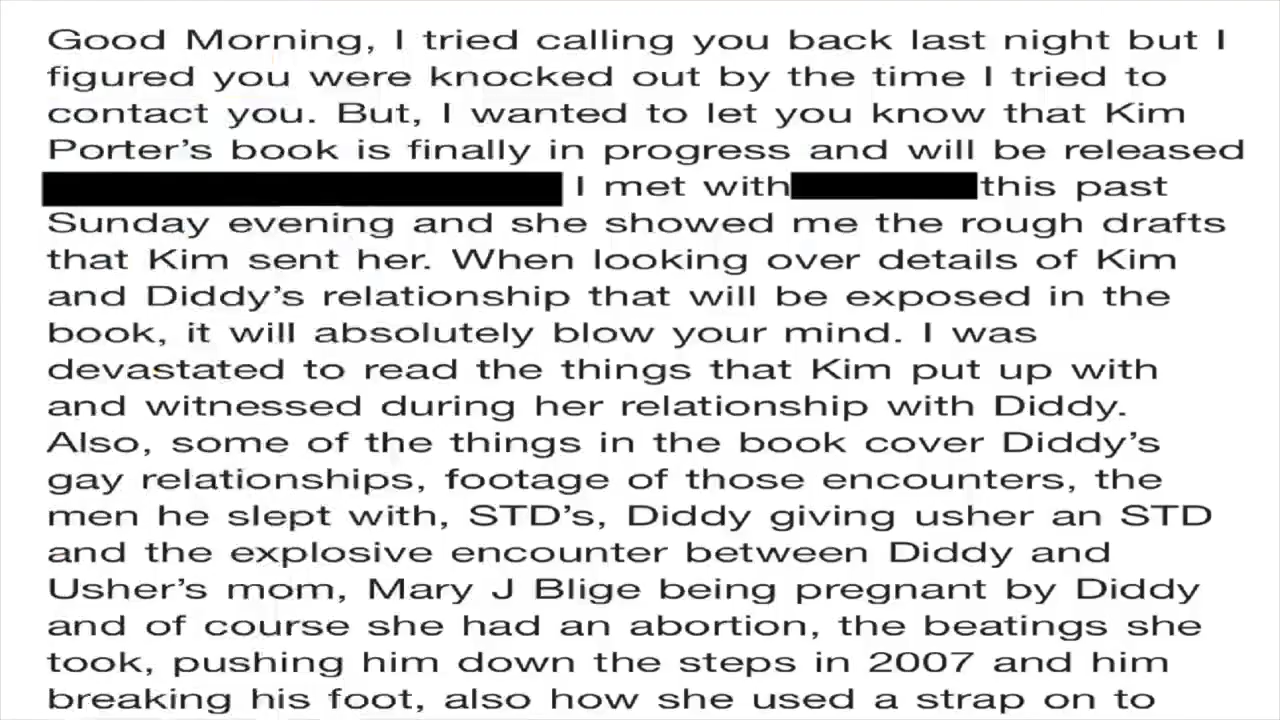 Good Morning, I tried calling you back last night but I
figured you were knocked out by the time I tried to
contact you. But, I wanted to let you know that Kim
Porter's book is finally in progress and will be released
I met with this past
Sunday evening and she showed me the rough drafts
that Kim sent her. When looking over details of Kim
and Diddy's relationship that will be exposed in the
book, it will absolutely blow your mind. I was
devastated to read the things that Kim put up with
and witnessed during her relationship with Diddy.
Also, some of the things in the book cover Diddy's
gay relationships, footage of those encounters, the
men he slept with, STD's, Diddy giving usher an STD
and the explosive encounter between Diddy and
Usher's mom, Mary J Blige being pregnant by Diddy
and of course she had an abortion, the beatings she
took, pushing him down the steps in 2007 and him
breaking his foot, also how she used a strap on to